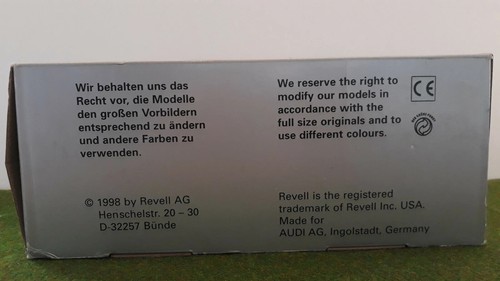 Wir behalten uns das
Recht vor, die Modelle
den großen Vorbildern
entsprechend zu ändern
und andere Farben zu
verwenden.
We reserve the right to
modify our models in
accordance with the
full size originals and to
use different colours.
CE
© 1998 by Revell AG
Henschelstr. 20 – 30
D-32257 Bünde
Revell is the registered
trademark of Revell Inc. USA.
Made for
AUDI AG, Ingolstadt, Germany